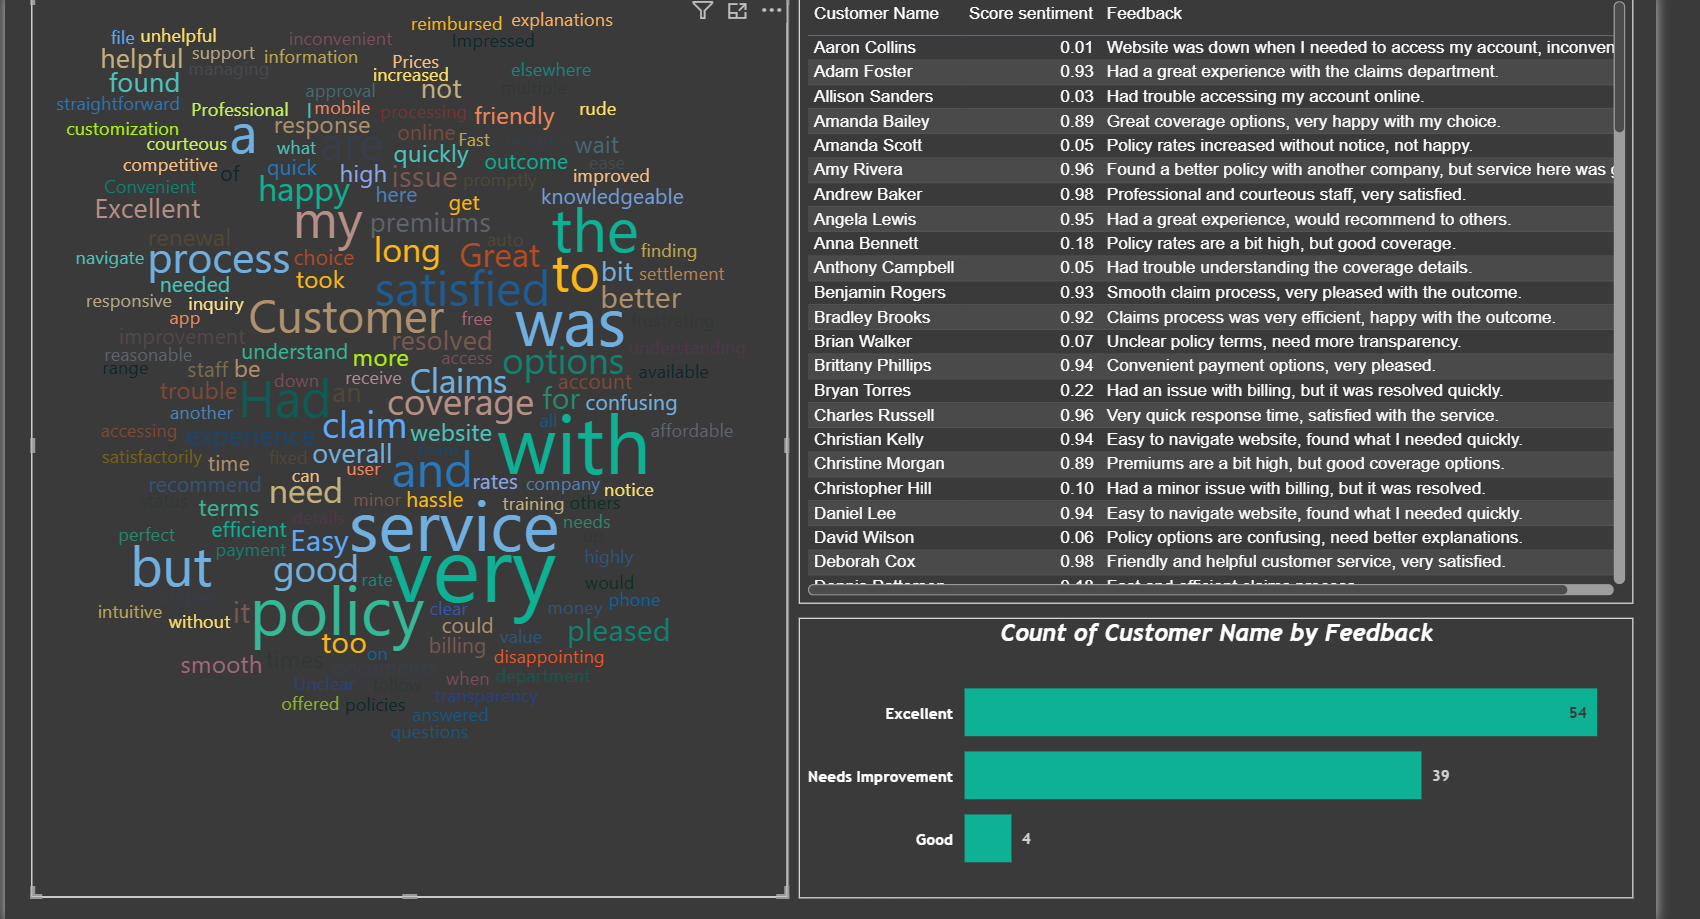 reimbursed explanations
file unhelpful inconvenient Impressed
helpful support information Prices
managing increased elsewhere
found approval not multiple
straightforward Professional I mobile processing friendly rude
customization response online Fast
courteous a what are quickly outcome wait
competitive of quick high issue promptly ease improved
Convenient happy here get knowledgeable
Excellent my premiums the
renewal long Great auto finding
navigate process choice to bit settlement
needed took satisfied better
responsive inquiry Customer free was frustrating
app improvement resolved understanding
reasonable understand more access options
range staff be down receive Claims account available
trouble Had an coverage for confusing
another claim website all affordable
accessing experience overall with
satisfactorily time fixed user and
recommend can need rates company notice
status minor hassle training others
terms details service needs
efficient Easy up
perfect payment highly
but good rate very would
intuitive without it policy clear money phone
too could value pleased
smooth times on billing disappointing
Unclear follow when department
offered policies transparency
answered
questions
Customer Name Score sentiment Feedback
Aaron Collins 0.01 Website was down when I needed to access my account, inconven
Adam Foster 0.93 Had a great experience with the claims department.
Allison Sanders 0.03 Had trouble accessing my account online.
Amanda Bailey 0.89 Great coverage options, very happy with my choice.
Amanda Scott 0.05 Policy rates increased without notice, not happy.
Amy Rivera 0.96 Found a better policy with another company, but service here was g
Andrew Baker 0.98 Professional and courteous staff, very satisfied.
Angela Lewis 0.95 Had a great experience, would recommend to others.
Anna Bennett 0.18 Policy rates are a bit high, but good coverage.
Anthony Campbell 0.05 Had trouble understanding the coverage details.
Benjamin Rogers 0.93 Smooth claim process, very pleased with the outcome.
Bradley Brooks 0.92 Claims process was very efficient, happy with the outcome.
Brian Walker 0.07 Unclear policy terms, need more transparency.
Brittany Phillips 0.94 Convenient payment options, very pleased.
Bryan Torres 0.22 Had an issue with billing, but it was resolved quickly.
Charles Russell 0.96 Very quick response time, satisfied with the service.
Christian Kelly 0.94 Easy to navigate website, found what I needed quickly.
Christine Morgan 0.89 Premiums are a bit high, but good coverage options.
Christopher Hill 0.10 Had a minor issue with billing, but it was resolved.
Daniel Lee 0.94 Easy to navigate website, found what I needed quickly.
David Wilson 0.06 Policy options are confusing, need better explanations.
Deborah Cox 0.98 Friendly and helpful customer service, very satisfied.
Count of Customer Name by Feedback
Excellent 54
Needs Improvement 39
Good 4